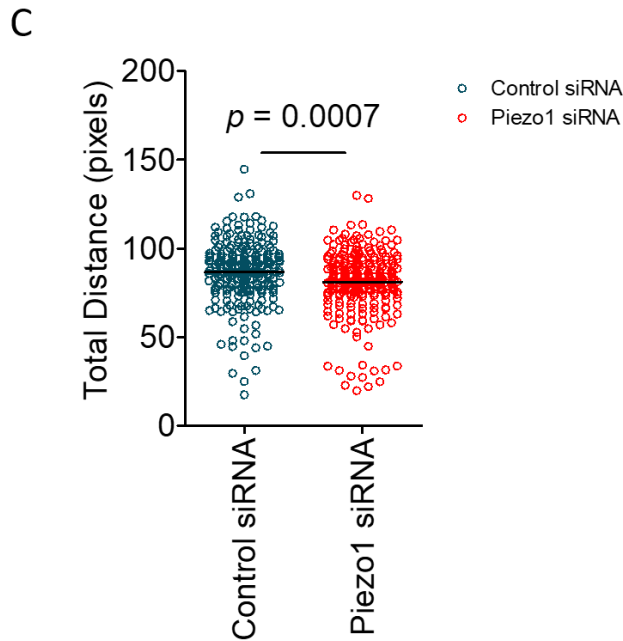 C
Total Distance (pixels)
200
150
100
50
0
p = 0.0007
Control siRNA
Piezo1 siRNA
Control siRNA
Piezo1 siRNA